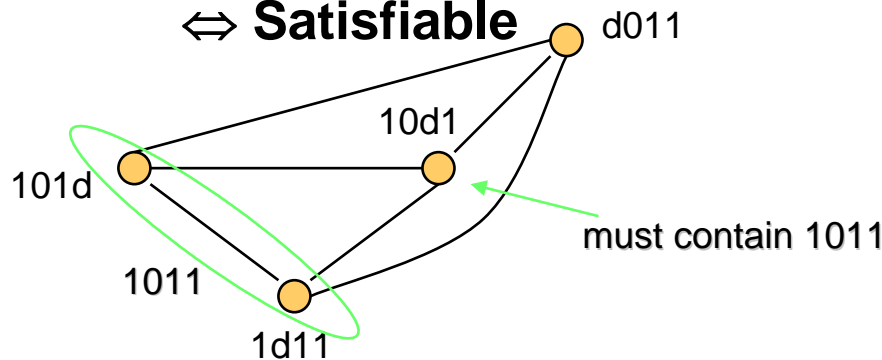 ⇔ Satisfiable
d011
10d1
101d
must contain 1011
1011
1d11